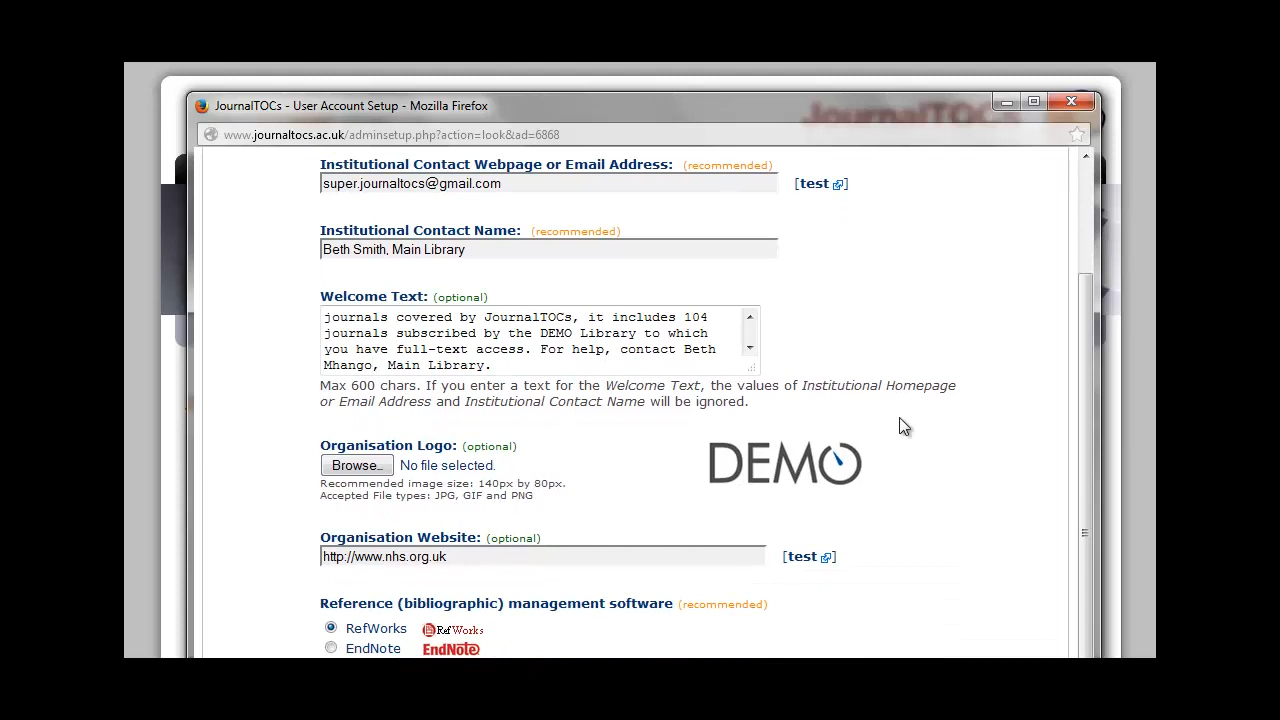 JournalTOCs - User Account Setup - Mozilla Firefox
JournalTOCs
www.journaltocs.ac.uk/adminsetup.php?action=look&ad=6868
Institutional Contact Webpage or Email Address: (recommended)
super.journaltocs@gmail.com [test]
Institutional Contact Name: (recommended)
Beth Smith, Main Library
Welcome Text: (optional)
journals covered by JournalTOCs, it includes 104
journals subscribed by the DEMO Library to which
you have full-text access. For help, contact Beth
Mhango, Main Library.
Max 600 chars. If you enter a text for the Welcome Text, the values of Institutional Homepage
or Email Address and Institutional Contact Name will be ignored.
Organisation Logo: (optional)
Browse... No file selected.
DEMO
Recommended image size: 140px by 80px.
Accepted File types: JPG, GIF and PNG
Organisation Website: (optional)
http://www.nhs.org.uk [test]
Reference (bibliographic) management software (recommended)
RefWorks RefWorks
EndNote EndNote